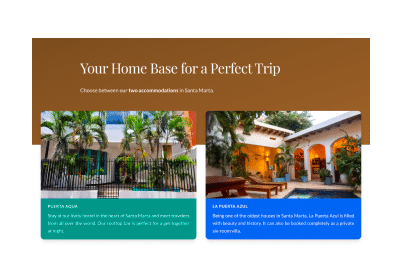 Your Home Base for a Perfect Trip
Choose between our two accommodations in Santa Marta.
PUERTA AQUA
Stay at our lively hostel in the heart of Santa Marta and meet travelers
from all over the world. Our rooftop bar is perfect for a get-together
at night.
LA PUERTA AZUL
Being one of the oldest houses in Santa Marta, La Puerta Azul is filled
with beauty and history. It can also be booked completely as a private
six-room villa.